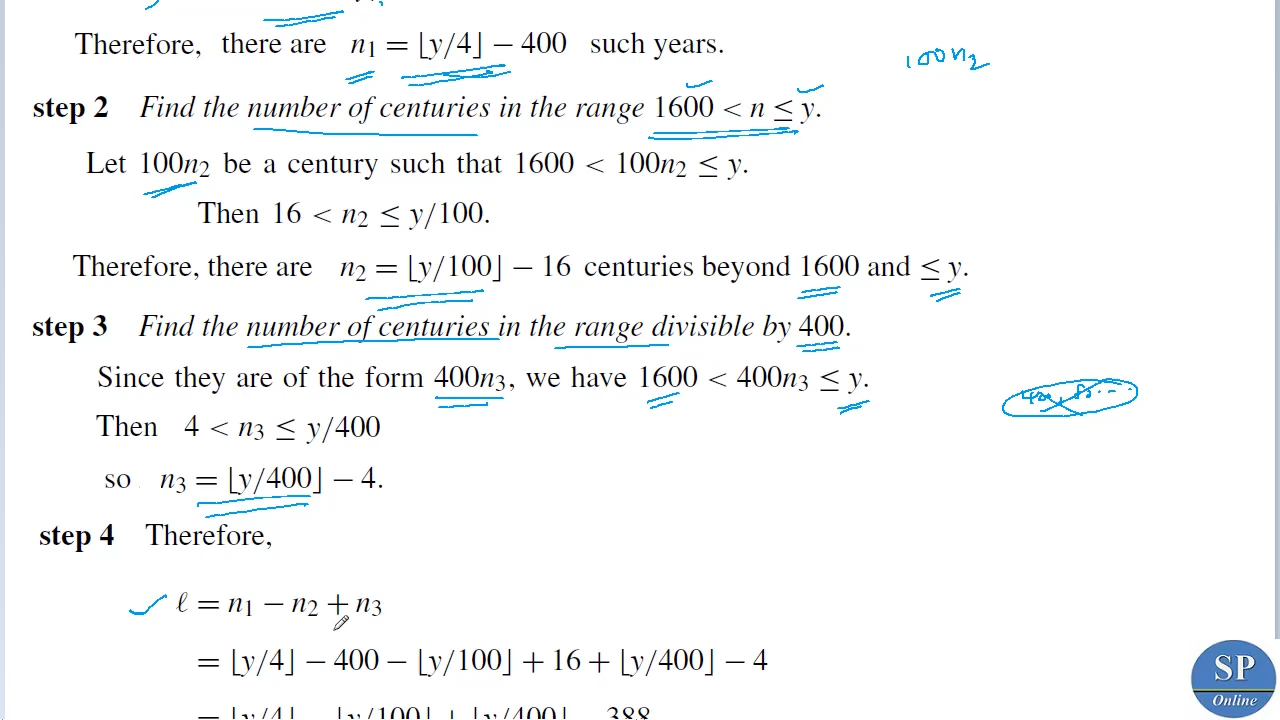 Therefore, there are n₁ = ⌊y/4⌋ − 400 such years.
100n₂
step 2 Find the number of centuries in the range 1600 < n ≤ y.
Let 100n₂ be a century such that 1600 < 100n₂ ≤ y.
Then 16 < n₂ ≤ y/100.
Therefore, there are n₂ = ⌊y/100⌋ − 16 centuries beyond 1600 and ≤ y.
step 3 Find the number of centuries in the range divisible by 400.
Since they are of the form 400n₃, we have 1600 < 400n₃ ≤ y.
Then 4 < n₃ ≤ y/400
so n₃ = ⌊y/400⌋ − 4.
step 4 Therefore,
ℓ = n₁ − n₂ + n₃
= ⌊y/4⌋ − 400 − ⌊y/100⌋ + 16 + ⌊y/400⌋ − 4
= ⌊y/4⌋ − ⌊y/100⌋ + ⌊y/400⌋ − 388
SP
Online